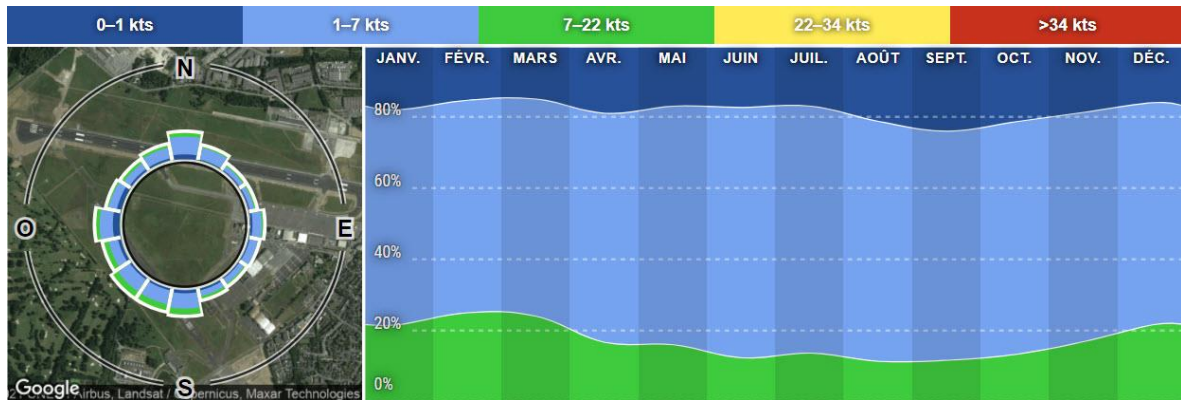 0–1 kts
1–7 kts
7–22 kts
22–34 kts
>34 kts
N
O
E
S
Google
Airbus, Landsat / Copernicus, Maxar Technologies
JANV.
FÉVR.
MARS
AVR.
MAI
JUIN
JUIL.
AOÛT
SEPT.
OCT.
NOV.
DÉC.
80%
60%
40%
20%
0%